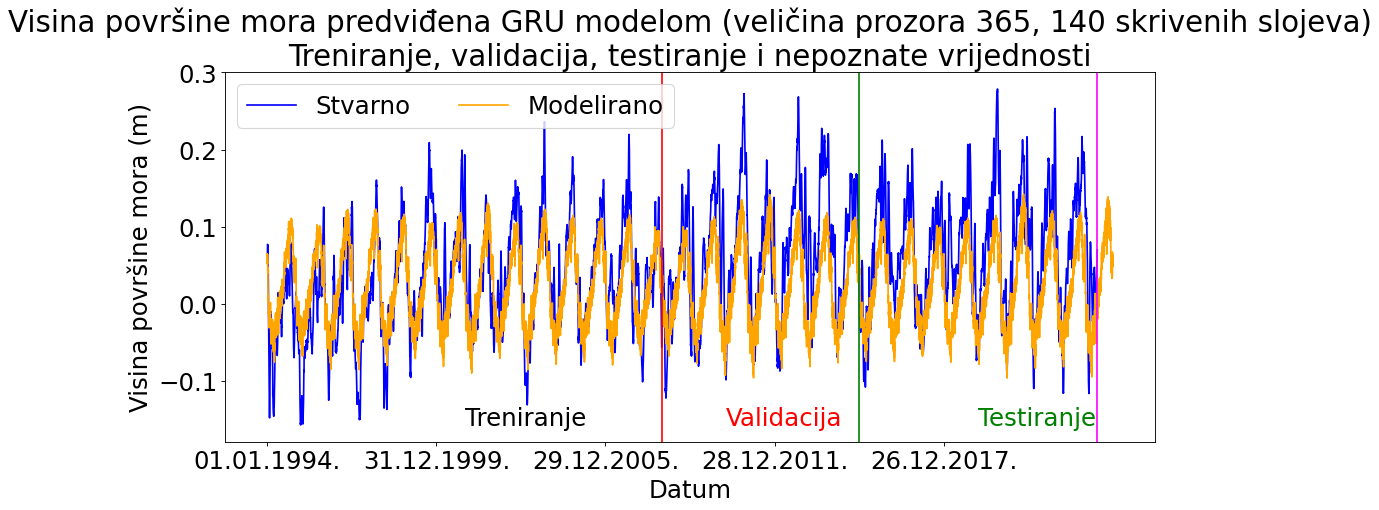 Visina površine mora predviđena GRU modelom (veličina prozora 365, 140 skrivenih slojeva)
Treniranje, validacija, testiranje i nepoznate vrijednosti
Stvarno Modelirano
Visina površine mora (m)
0.3
0.2
0.1
0.0
−0.1
Treniranje Validacija Testiranje
01.01.1994. 31.12.1999. 29.12.2005. 28.12.2011. 26.12.2017.
Datum